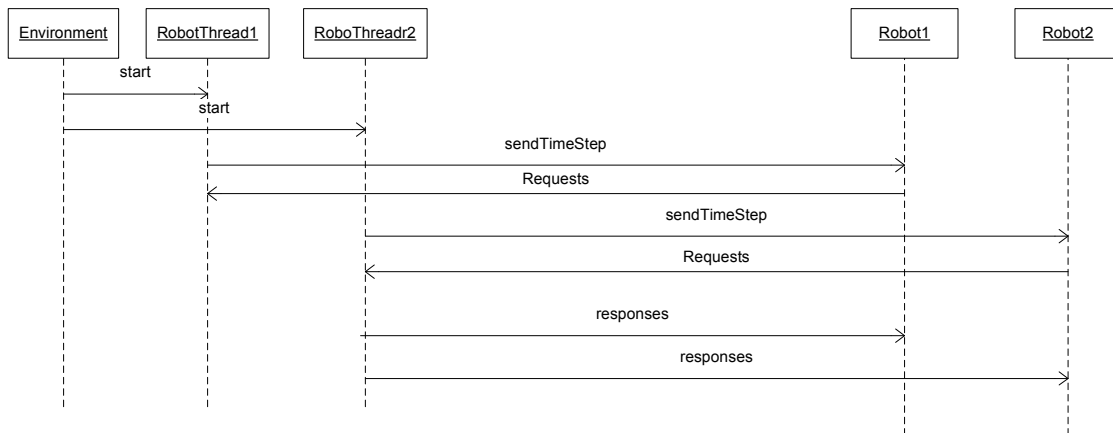 Environment
RobotThread1
RoboThreadr2
Robot1
Robot2
start
start
sendTimeStep
Requests
sendTimeStep
Requests
responses
responses